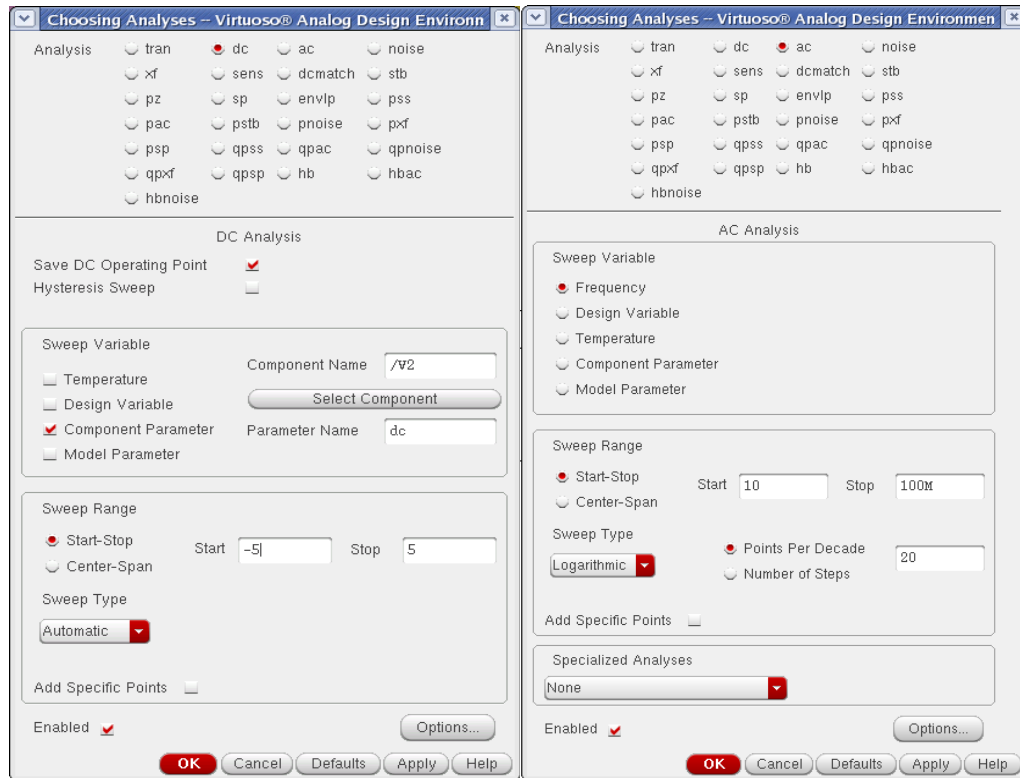 Choosing Analyses -- Virtuoso® Analog Design Environm
Analysis tran dc ac noise
xf sens dcmatch stb
pz sp envlp pss
pac pstb pnoise pxf
psp qpss qpac qpnoise
qpxf qpsp hb hbac
hbnoise
DC Analysis
Save DC Operating Point
Hysteresis Sweep
Sweep Variable
Temperature
Design Variable
Component Parameter
Model Parameter
Component Name /V2
Select Component
Parameter Name dc
Sweep Range
Start-Stop
Center-Span
Start -5 Stop 5
Sweep Type
Automatic
Add Specific Points
Enabled Options...
OK Cancel Defaults Apply Help
Choosing Analyses -- Virtuoso® Analog Design Environmen
Analysis tran dc ac noise
xf sens dcmatch stb
pz sp envlp pss
pac pstb pnoise pxf
psp qpss qpac qpnoise
qpxf qpsp hb hbac
hbnoise
AC Analysis
Sweep Variable
Frequency
Design Variable
Temperature
Component Parameter
Model Parameter
Sweep Range
Start-Stop
Center-Span
Start 10 Stop 100M
Sweep Type
Logarithmic
Points Per Decade
Number of Steps
20
Add Specific Points
Specialized Analyses
None
Enabled Options...
OK Cancel Defaults Apply Help